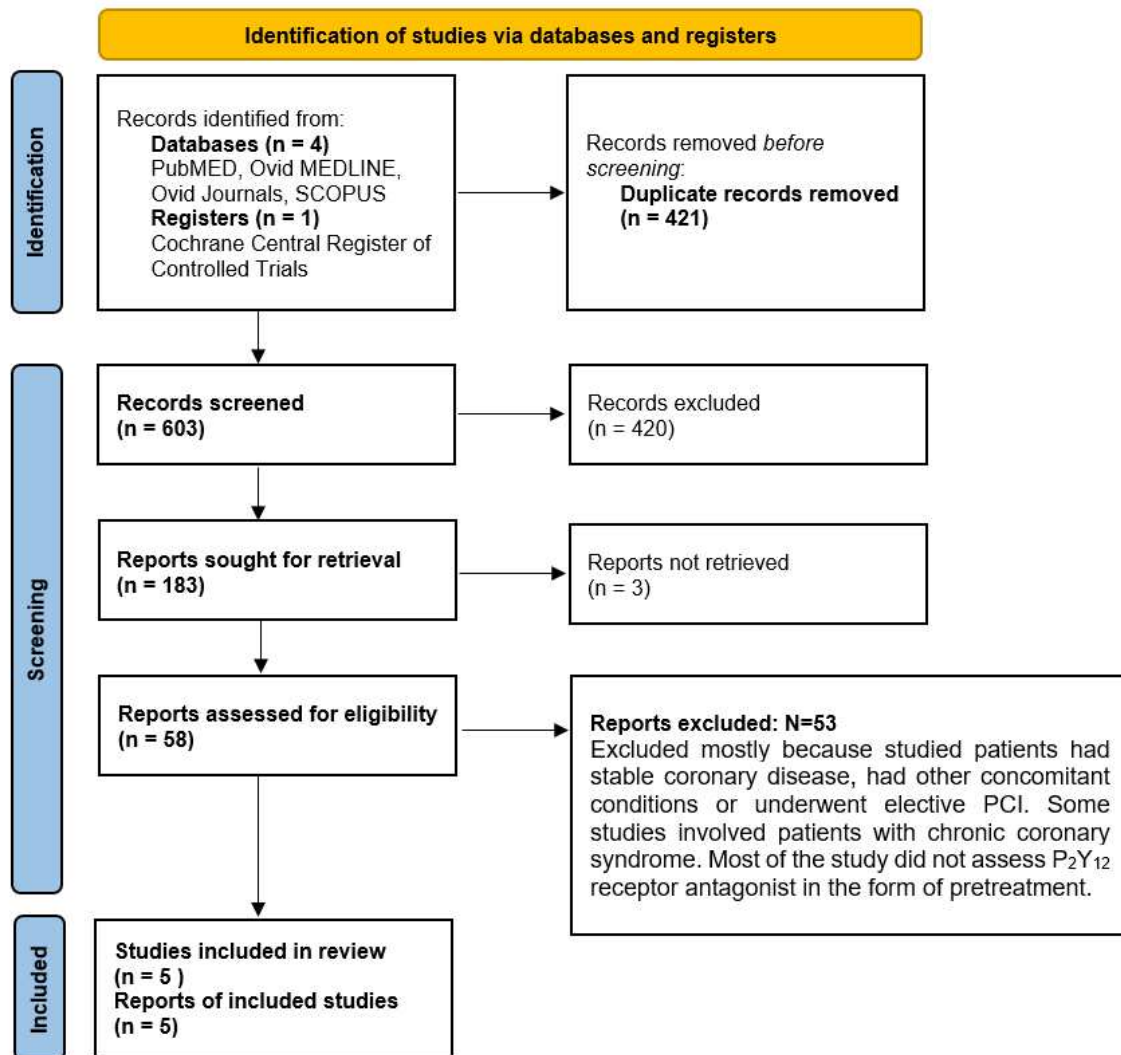 Identification of studies via databases and registers
Identification
Records identified from:
Databases (n = 4)
PubMED, Ovid MEDLINE,
Ovid Journals, SCOPUS
Registers (n = 1)
Cochrane Central Register of
Controlled Trials
Records removed before
screening:
Duplicate records removed
(n = 421)
Screening
Records screened
(n = 603)
Records excluded
(n = 420)
Reports sought for retrieval
(n = 183)
Reports not retrieved
(n = 3)
Reports assessed for eligibility
(n = 58)
Reports excluded: N=53
Excluded mostly because studied patients had
stable coronary disease, had other concomitant
conditions or underwent elective PCI. Some
studies involved patients with chronic coronary
syndrome. Most of the study did not assess P₂Y₁₂
receptor antagonist in the form of pretreatment.
Included
Studies included in review
(n = 5 )
Reports of included studies
(n = 5)